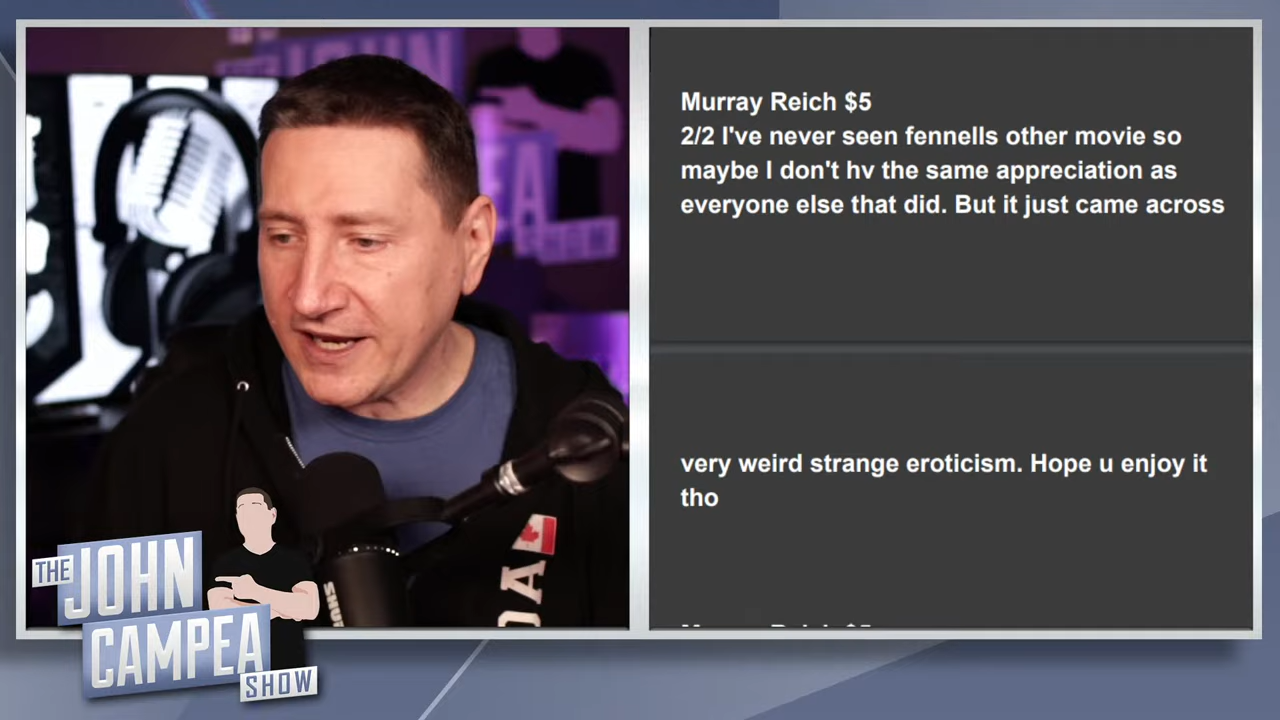 Murray Reich $5
2/2 I've never seen fennells other movie so
maybe I don't hv the same appreciation as
everyone else that did. But it just came across
very weird strange eroticism. Hope u enjoy it
tho
THE
JOHN
CAMPEA
SHOW